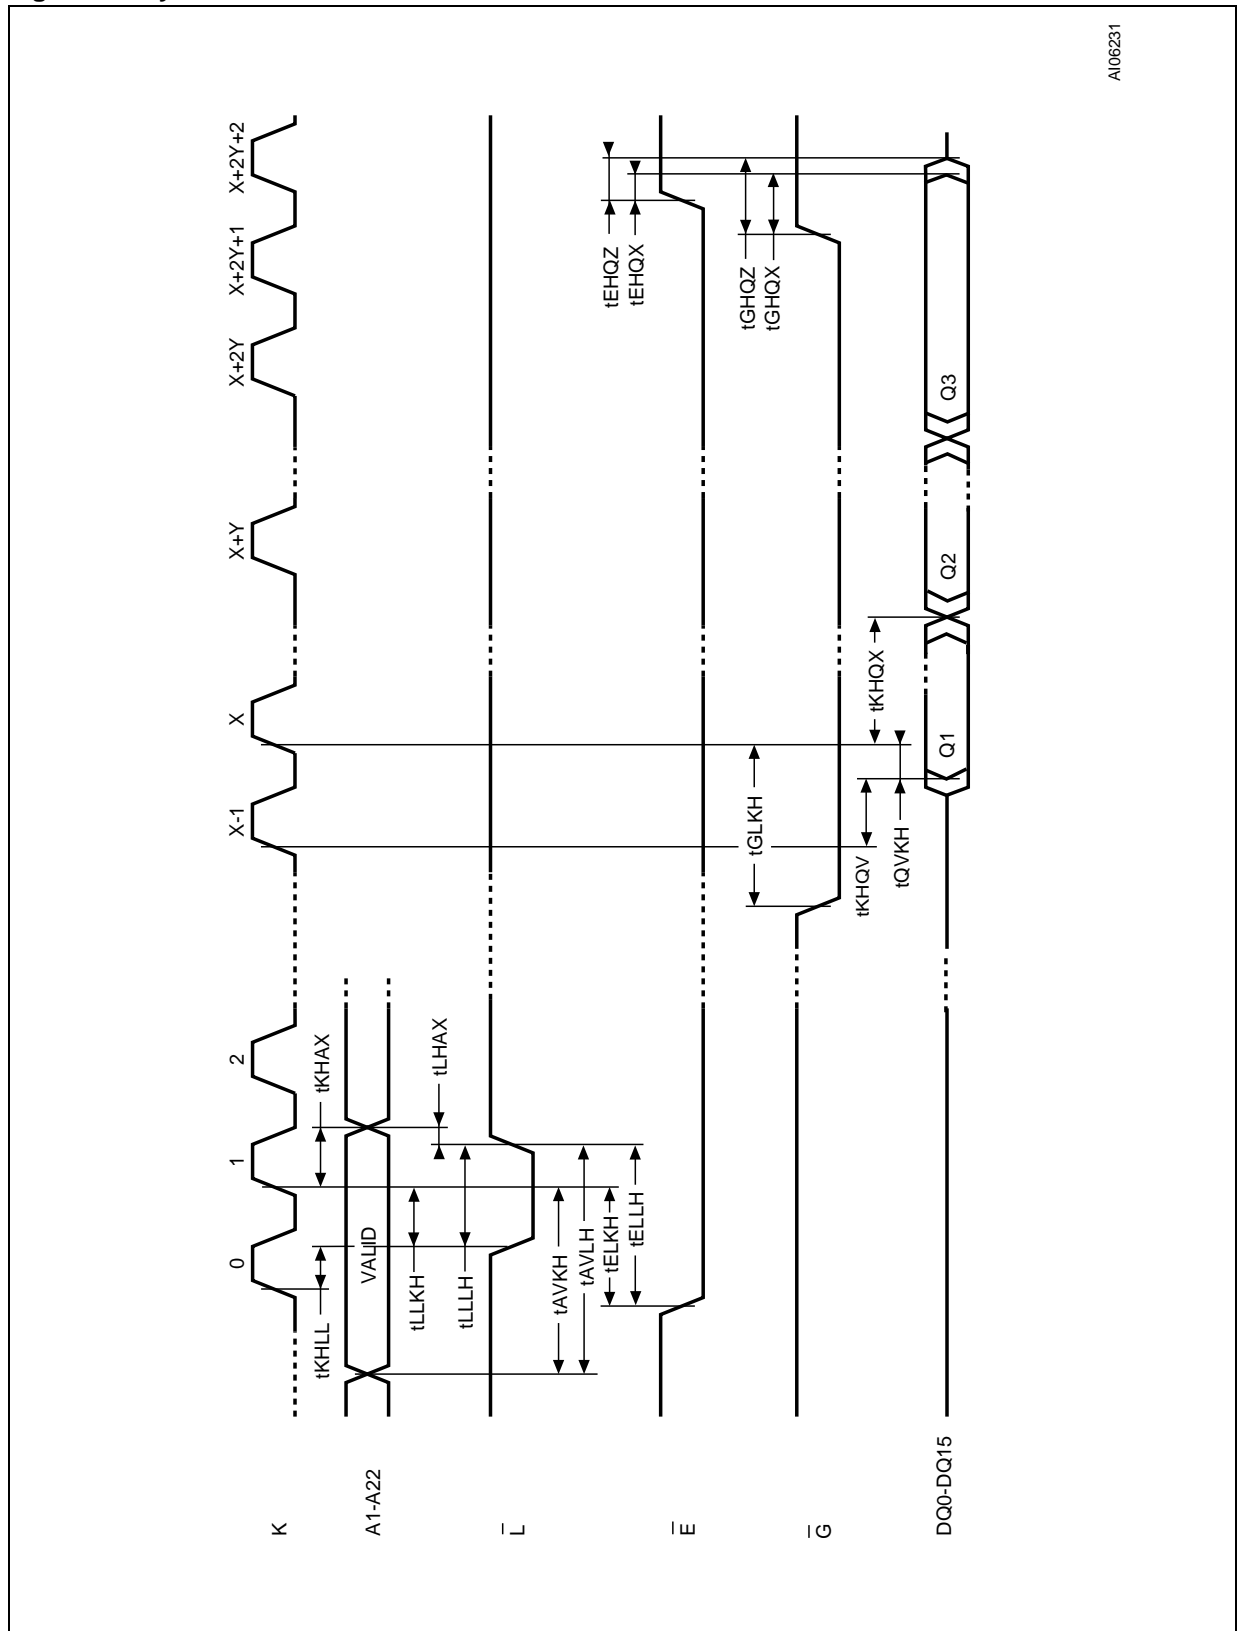 0
1
2
X-1
X
X+Y
X+2Y
X+2Y+1
X+2Y+2
K
tKHLL
tKHAX
A1-A22
VALID
tLLKH
tLHAX
L
tLLLH
tAVKH
tAVLH
tELKH
tEHQZ
tELLH
tEHQX
E
tGLKH
tGHQZ
tGHQX
G
tKHQV
tKHQX
tQVKH
DQ0-DQ15
Q1
Q2
Q3
AI06231